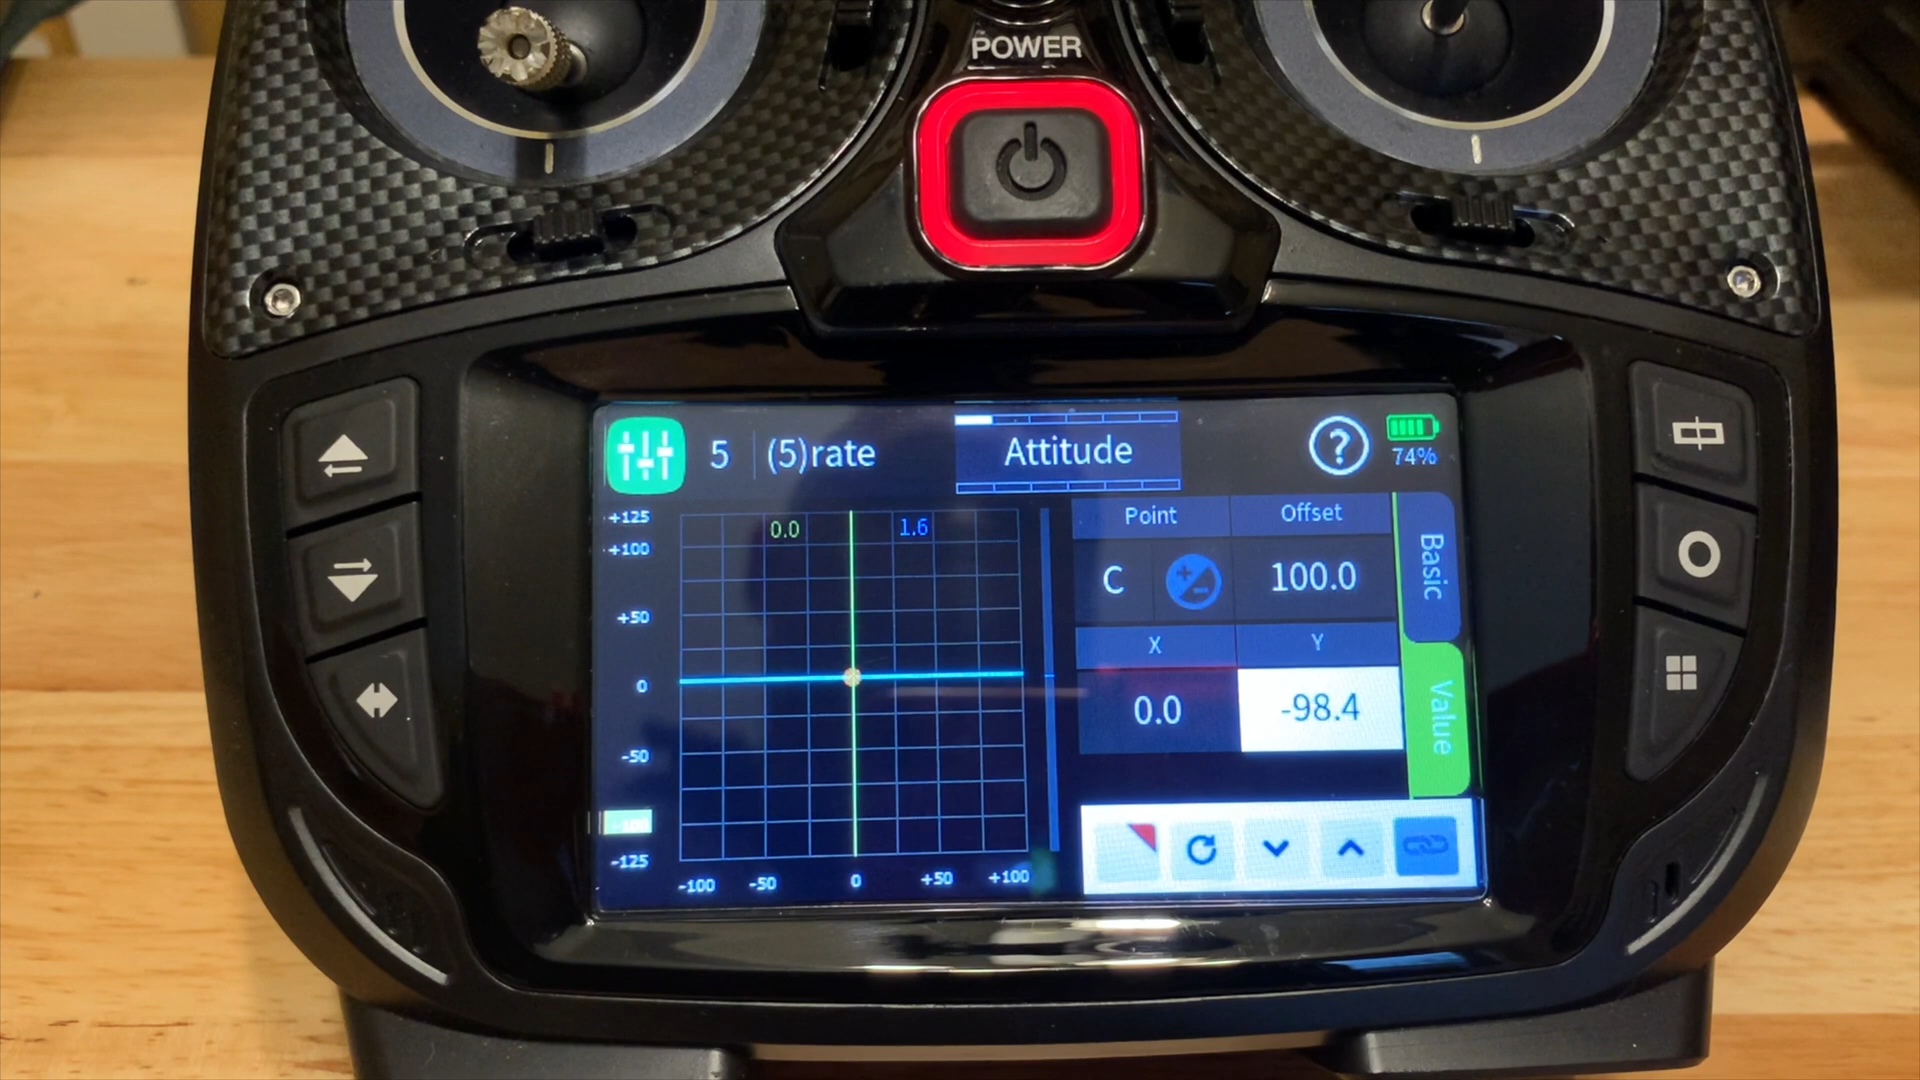 POWER
5 (5)rate Attitude ? 74%
+125 0.0 1.6
+100
+50
0
-50
-125
-100 -50 0 +50 +100
Point Offset
C 100.0
X Y
0.0 -98.4
Basic
Value